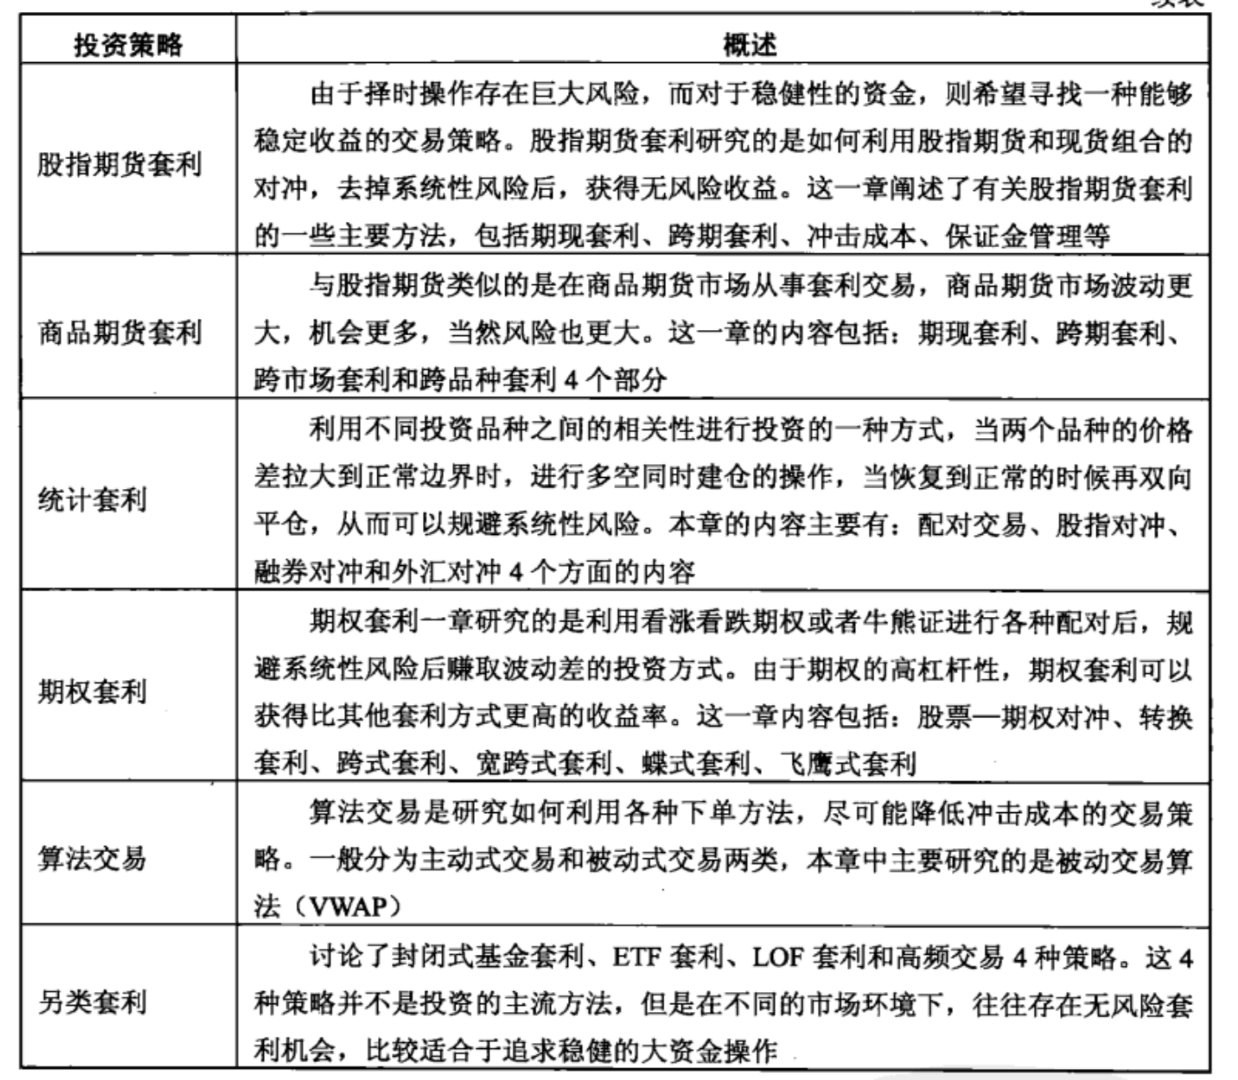 续表
投资策略
概述
股指期货套利
由于择时操作存在巨大风险，而对于稳健性的资金，则希望寻找一种能够
稳定收益的交易策略。股指期货套利研究的是如何利用股指期货和现货组合的
对冲，去掉系统性风险后，获得无风险收益。这一章阐述了有关股指期货套利
的一些主要方法，包括期现套利、跨期套利、冲击成本、保证金管理等
商品期货套利
与股指期货类似的是在商品期货市场从事套利交易，商品期货市场波动更
大，机会更多，当然风险也更大。这一章的内容包括：期现套利、跨期套利、
跨市场套利和跨品种套利 4 个部分
统计套利
利用不同投资品种之间的相关性进行投资的一种方式，当两个品种的价格
差拉大到正常边界时，进行多空同时建仓的操作，当恢复到正常的时候再双向
平仓，从而可以规避系统性风险。本章的内容主要有：配对交易、股指对冲、
融券对冲和外汇对冲 4 个方面的内容
期权套利
期权套利一章研究的是利用看涨看跌期权或者牛熊证进行各种配对后，规
避系统性风险后赚取波动差的投资方式。由于期权的高杠杆性，期权套利可以
获得比其他套利方式更高的收益率。这一章内容包括：股票—期权对冲、转换
套利、跨式套利、宽跨式套利、蝶式套利、飞鹰式套利
算法交易
算法交易是研究如何利用各种下单方法，尽可能降低冲击成本的交易策
略。一般分为主动式交易和被动式交易两类，本章中主要研究的是被动交易算
法（VWAP）
另类套利
讨论了封闭式基金套利、ETF 套利、LOF 套利和高频交易 4 种策略。这 4
种策略并不是投资的主流方法，但是在不同的市场环境下，往往存在无风险套
利机会，比较适合于追求稳健的大资金操作